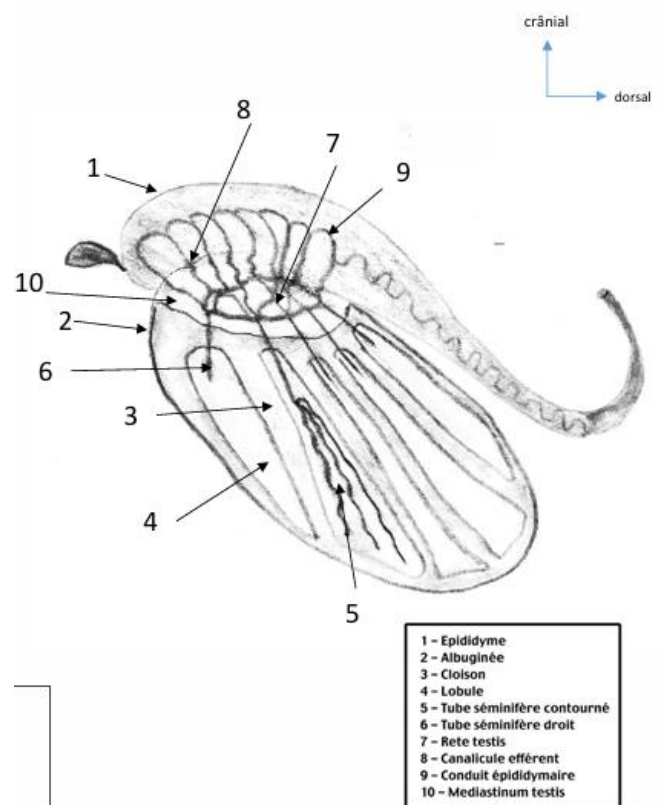 crânial
dorsal
8
7
1
9
10
2
6
3
4
5
1 – Epididyme
2 – Albuginée
3 – Cloison
4 – Lobule
5 – Tube séminifère contourné
6 – Tube séminifère droit
7 – Rete testis
8 – Canalicule efférent
9 – Conduit épididymaire
10 – Mediastinum testis